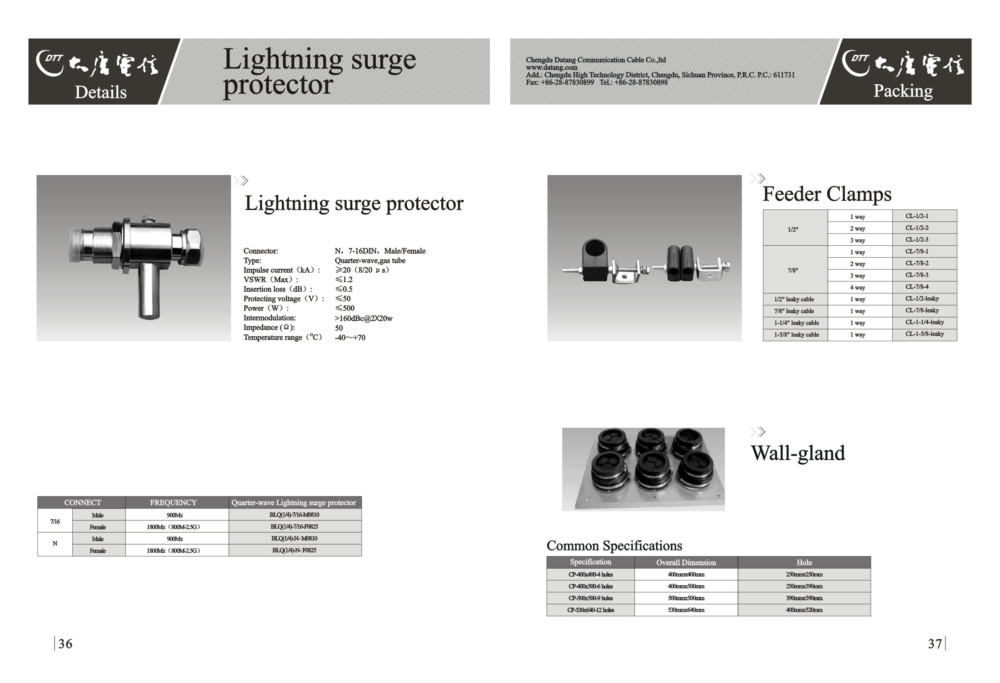 DTT 大唐電信
Details
Lightning surge
protector
Lightning surge protector
Connector: N，7-16DIN，Male/Female
Type: Quarter-wave,gas tube
Impulse current（kA）: ≥20（8/20 μs）
VSWR（Max）: ≤1.2
Insertion loss（dB）: ≤0.5
Protecting voltage（V）: ≤50
Power（W）: ≤500
Intermodulation: >160dBc@2X20w
Impedance (Ω): 50
Temperature range（°C） -40～+70
CONNECT FREQUENCY Quarter-wave Lightning surge protector
7/16 Male 900Mz BLQ(1/4)-7/16-M0810
Female 1800Mz（800M-2.5G） BLQ(1/4)-7/16-F0825
N Male 900Mz BLQ(1/4)-N- M0810
Female 1800Mz（800M-2.5G） BLQ(1/4)-N- F0825
36
Chengdu Datang Communication Cable Co.,ltd
www.datang.com
Add.: Chengdu High Technology District, Chengdu, Sichuan Province, P.R.C. P.C.: 611731
Fax: +86-28-87830899 Tel.: +86-28-87830898
DTT 大唐電信
Packing
Feeder Clamps
1/2" 1 way CL-1/2-1
2 way CL-1/2-2
3 way CL-1/2-3
7/8" 1 way CL-7/8-1
2 way CL-7/8-2
3 way CL-7/8-3
4 way CL-7/8-4
1/2" leaky cable 1 way CL-1/2-leaky
7/8" leaky cable 1 way CL-7/8-leaky
1-1/4" leaky cable 1 way CL-1-1/4-leaky
1-5/8" leaky cable 1 way CL-1-5/8-leaky
Wall-gland
Common Specifications
Specification Overall Dimension Hole
CP-400x400-4 holes 400mmx400mm 250mmx250mm
CP-400x500-6 holes 400mmx500mm 250mmx390mm
CP-500x500-9 holes 500mmx500mm 390mmx390mm
CP-530x640-12 holes 530mmx640mm 400mmx520mm
37